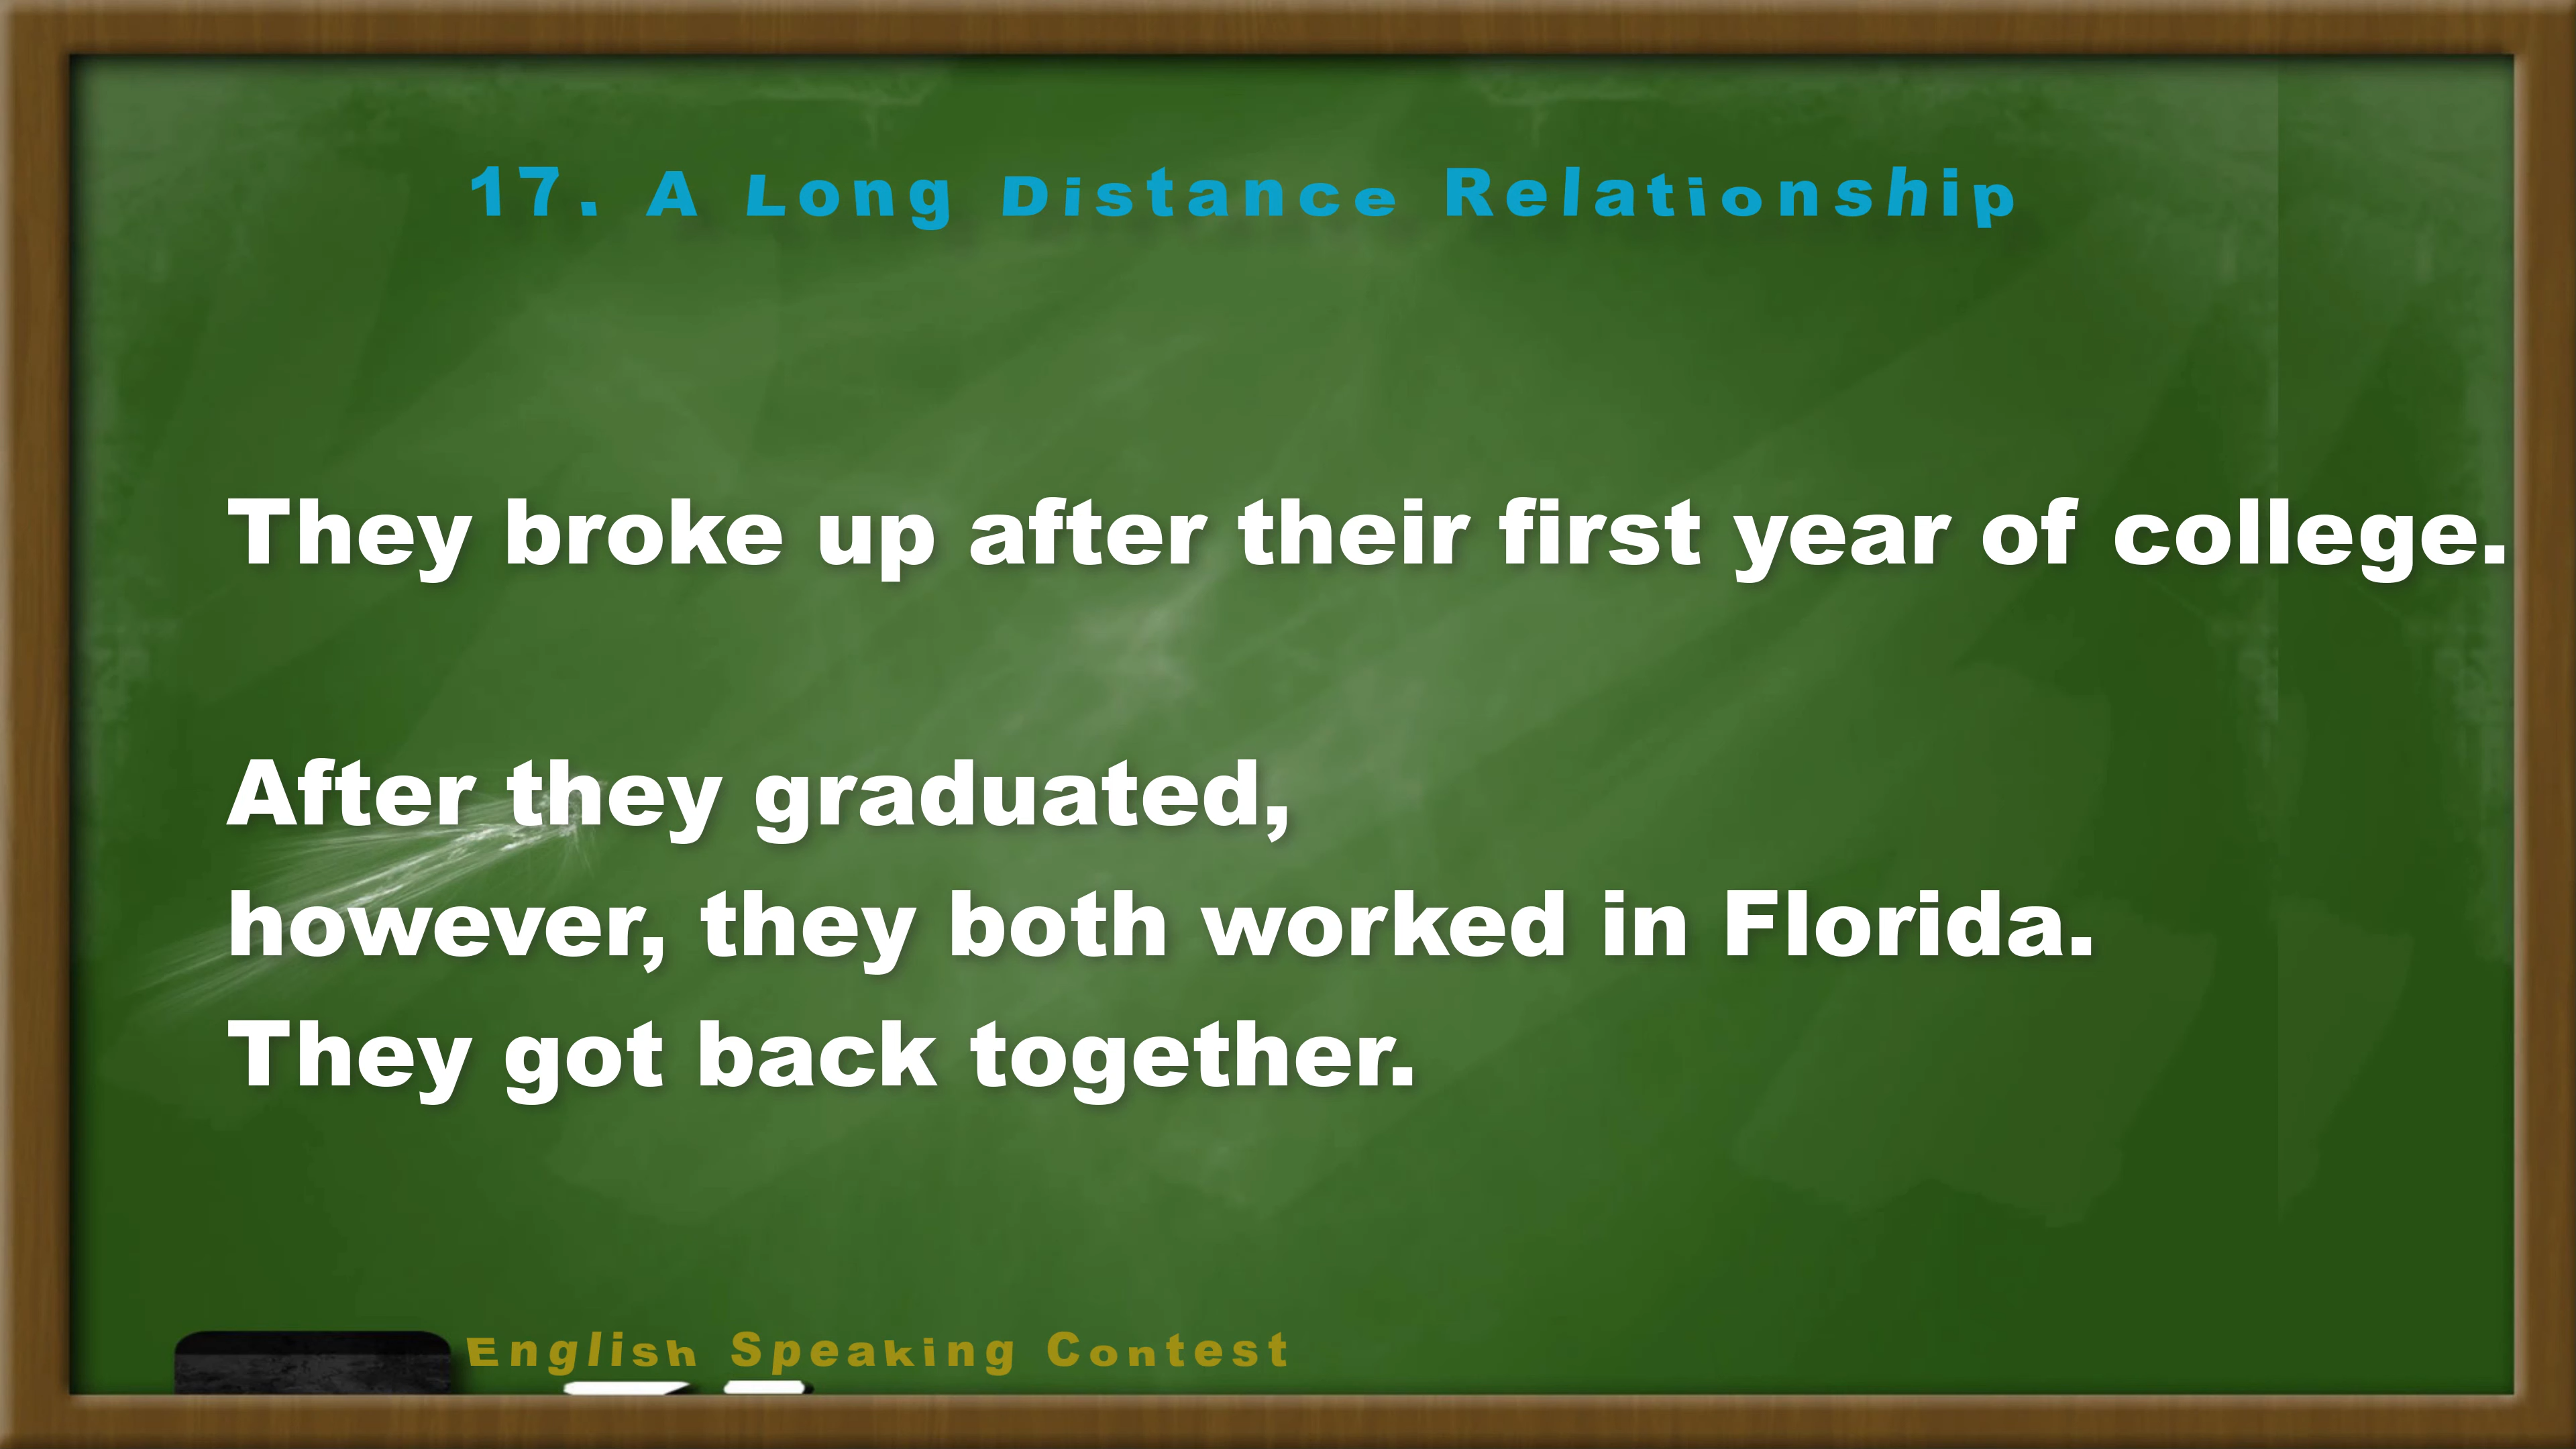 17. A Long Distance Relationship
They broke up after their first year of college.
After they graduated,
however, they both worked in Florida.
They got back together.
English Speaking Contest